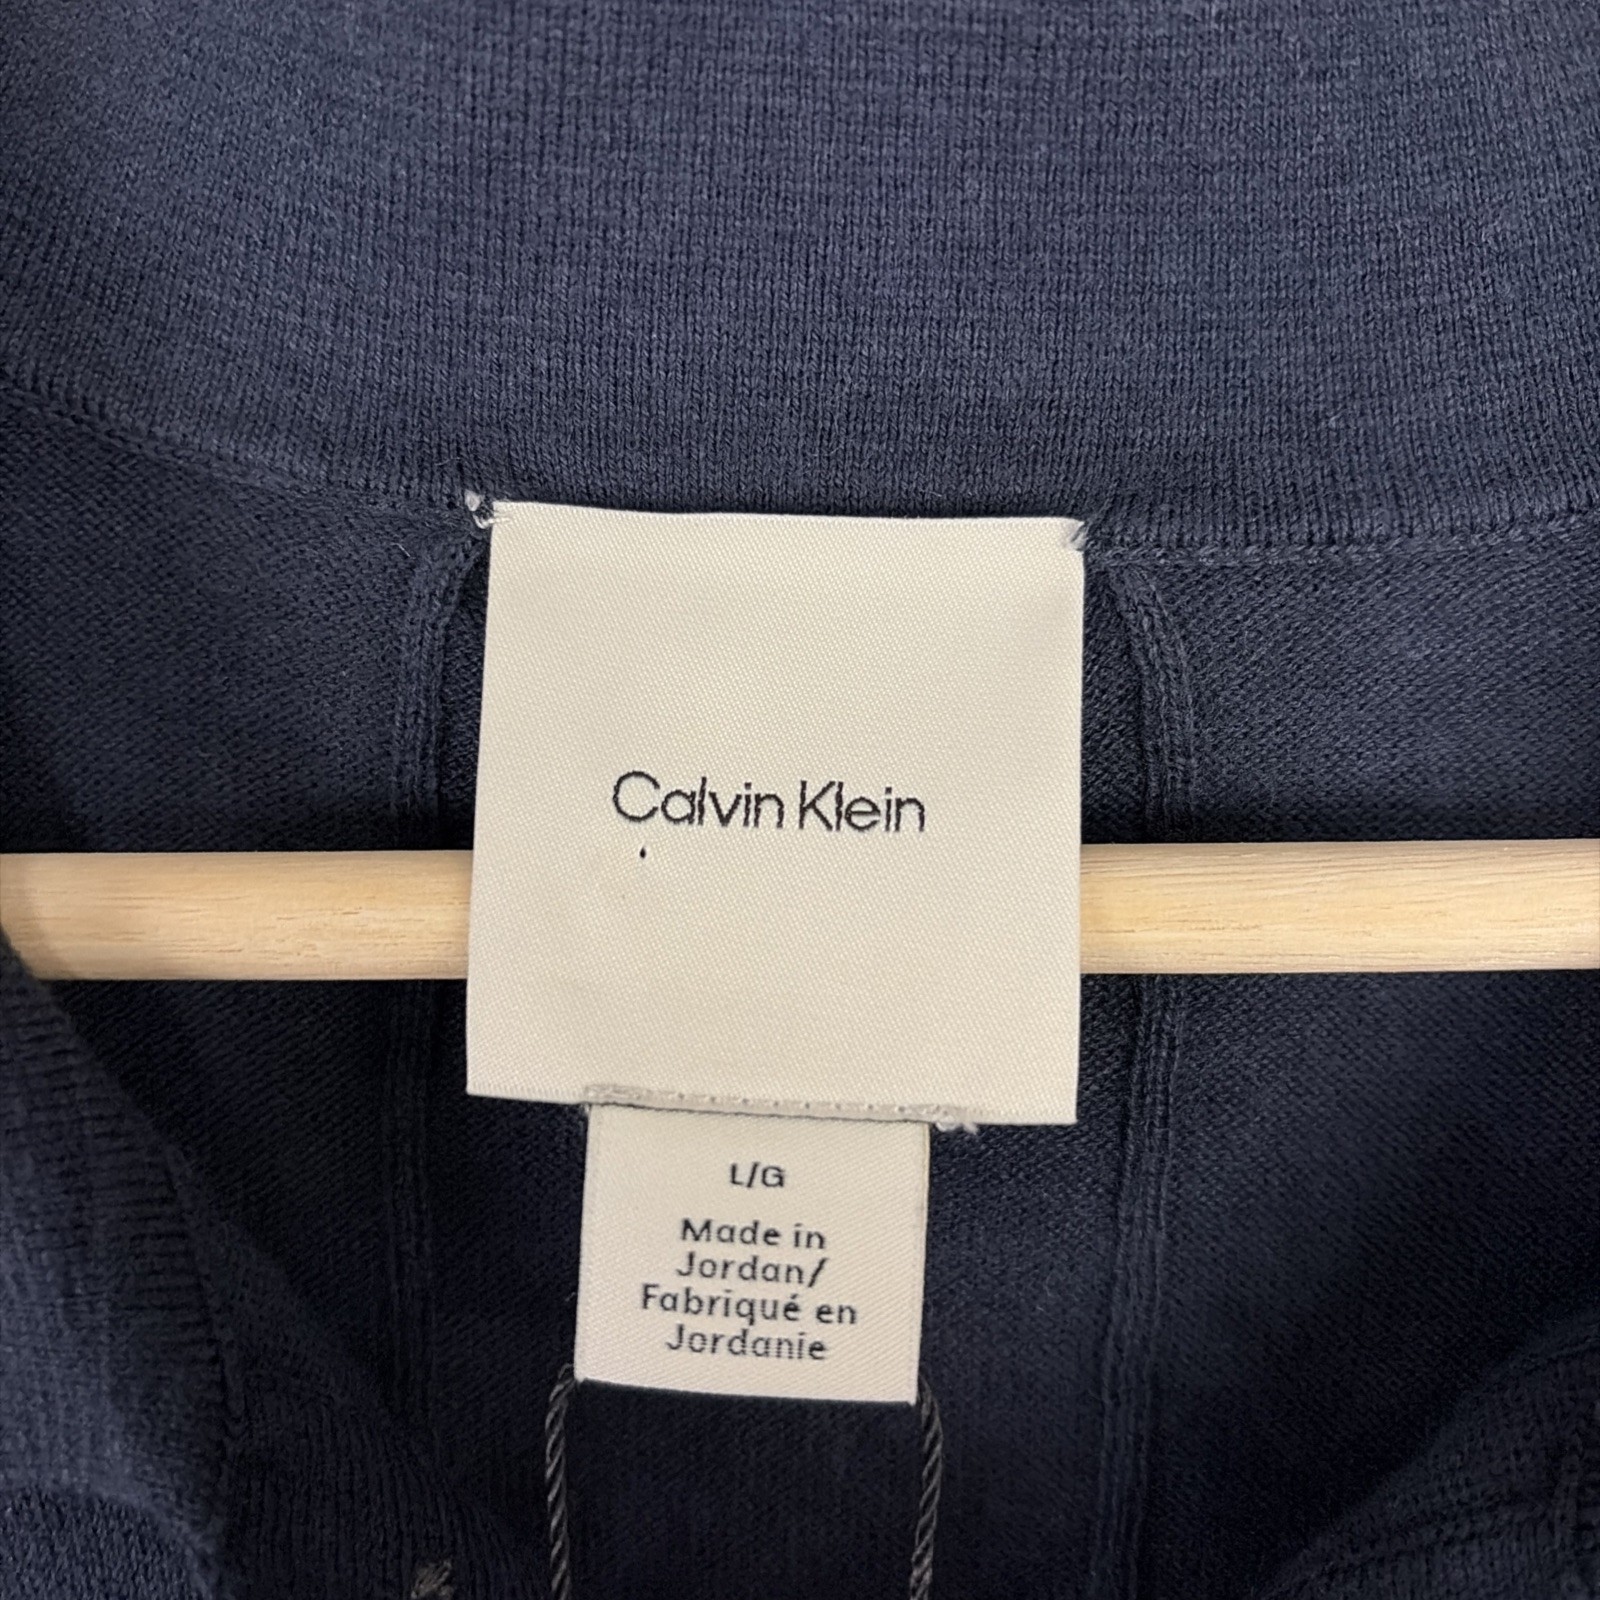 Calvin Klein
L/G
Made in
Jordan/
Fabriqué en
Jordanie